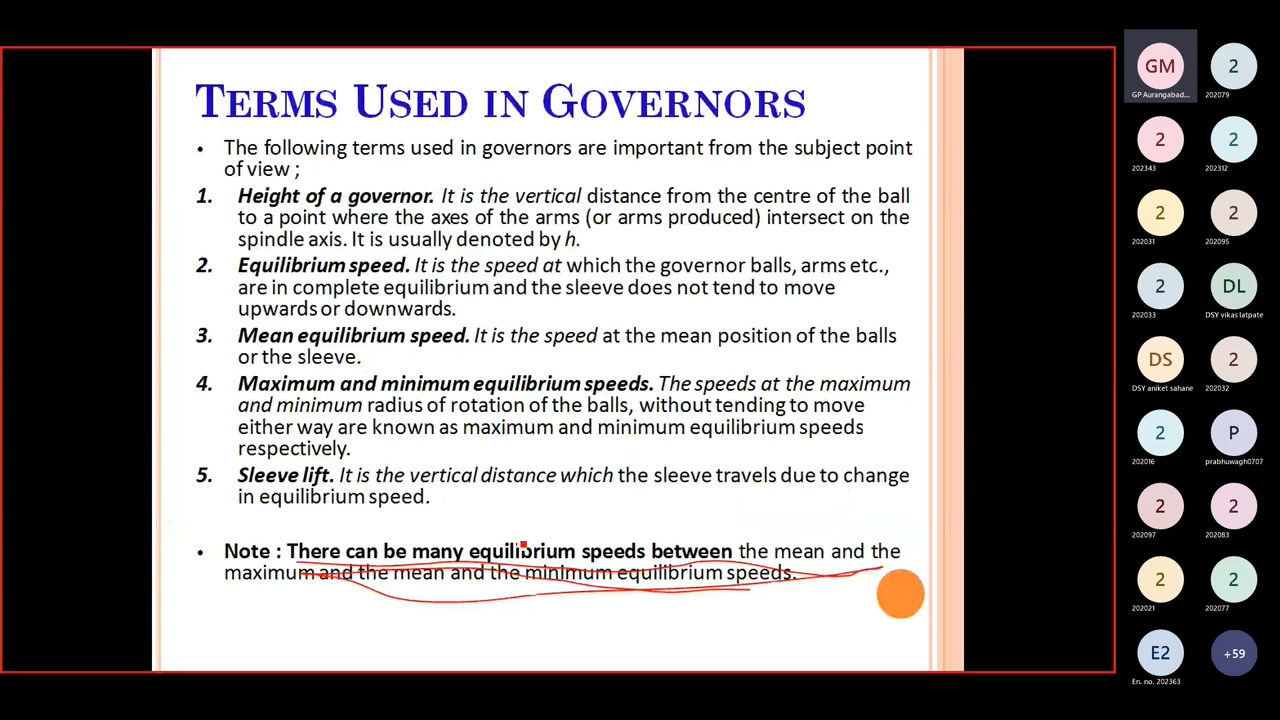 TERMS USED IN GOVERNORS
• The following terms used in governors are important from the subject point
of view ;
1. Height of a governor. It is the vertical distance from the centre of the ball
to a point where the axes of the arms (or arms produced) intersect on the
spindle axis. It is usually denoted by h.
2. Equilibrium speed. It is the speed at which the governor balls, arms etc.,
are in complete equilibrium and the sleeve does not tend to move
upwards or downwards.
3. Mean equilibrium speed. It is the speed at the mean position of the balls
or the sleeve.
4. Maximum and minimum equilibrium speeds. The speeds at the maximum
and minimum radius of rotation of the balls, without tending to move
either way are known as maximum and minimum equilibrium speeds
respectively.
5. Sleeve lift. It is the vertical distance which the sleeve travels due to change
in equilibrium speed.
• Note : There can be many equilibrium speeds between the mean and the
maximum and the mean and the minimum equilibrium speeds.
GM 2
GP Aurangabad... 202079
2 2
202343 202312
2 2
202031 202095
2 DL
202033 DSY vikas latpate
DS 2
DSY aniket sahane 202032
2 P
202016 prabhuwagh0707
2 2
202097 202083
2 2
202021 202077
E2 +59
En. no. 202363